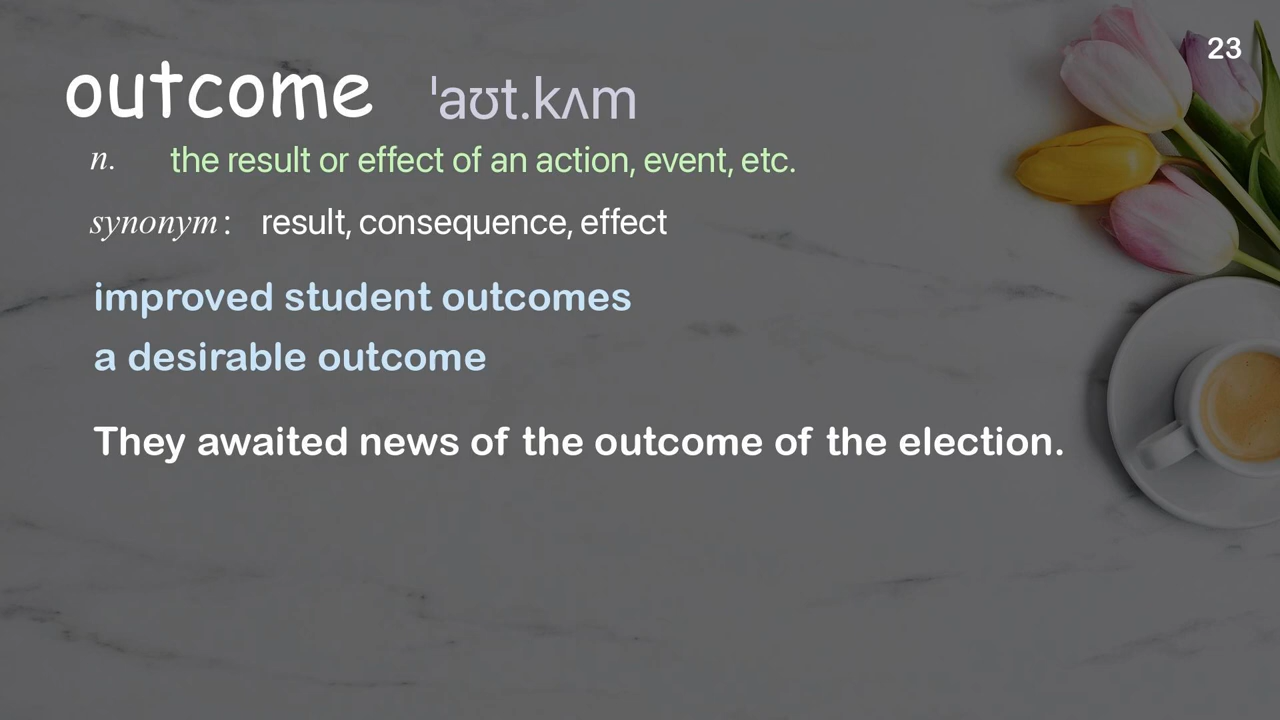 23
outcome ˈaʊt.kʌm
n. the result or effect of an action, event, etc.
synonym: result, consequence, effect
improved student outcomes
a desirable outcome
They awaited news of the outcome of the election.